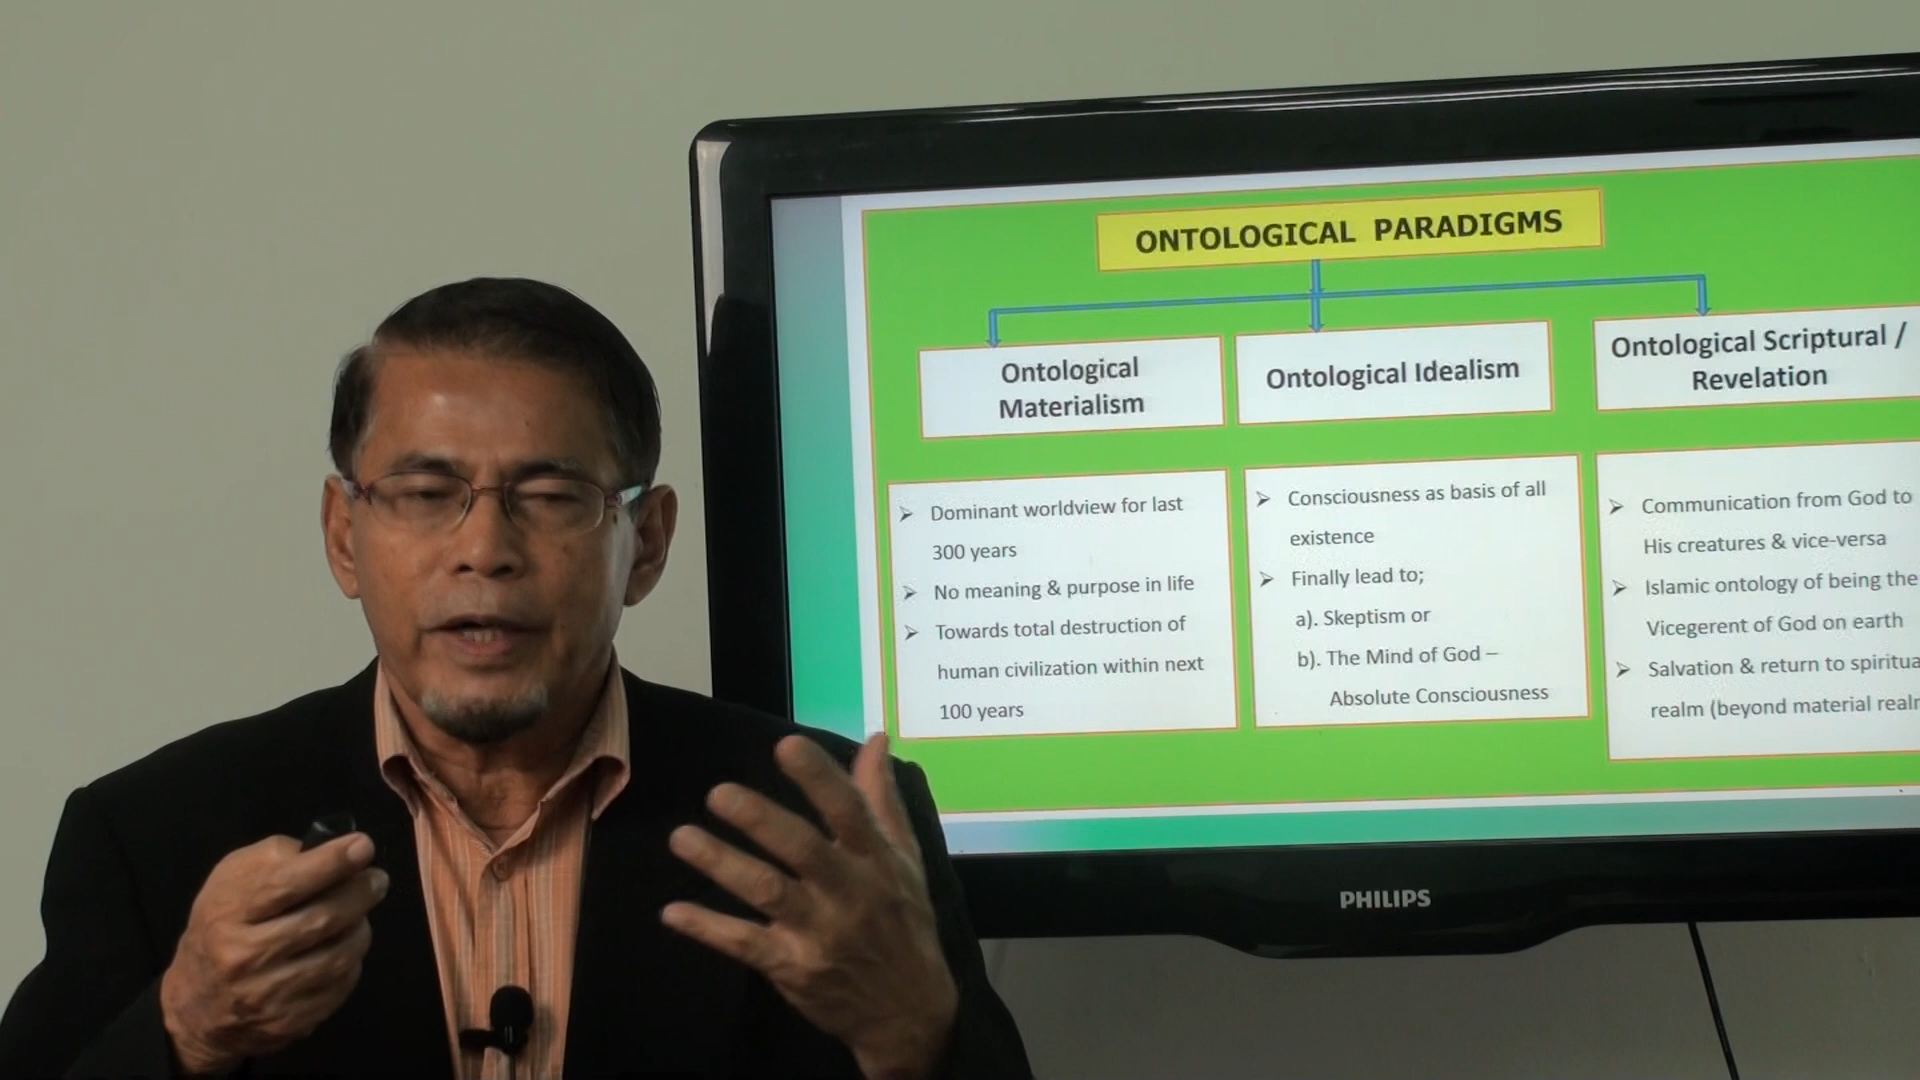 ONTOLOGICAL PARADIGMS
Ontological
Materialism
➢ Dominant worldview for last
300 years
➢ No meaning & purpose in life
➢ Towards total destruction of
human civilization within next
100 years
Ontological Idealism
➢ Consciousness as basis of all
existence
➢ Finally lead to;
a). Skeptism or
b). The Mind of God –
Absolute Consciousness
Ontological Scriptural /
Revelation
➢ Communication from God to
His creatures & vice-versa
➢ Islamic ontology of being the
Vicegerent of God on earth
➢ Salvation & return to
realm (beyond material
PHILIPS